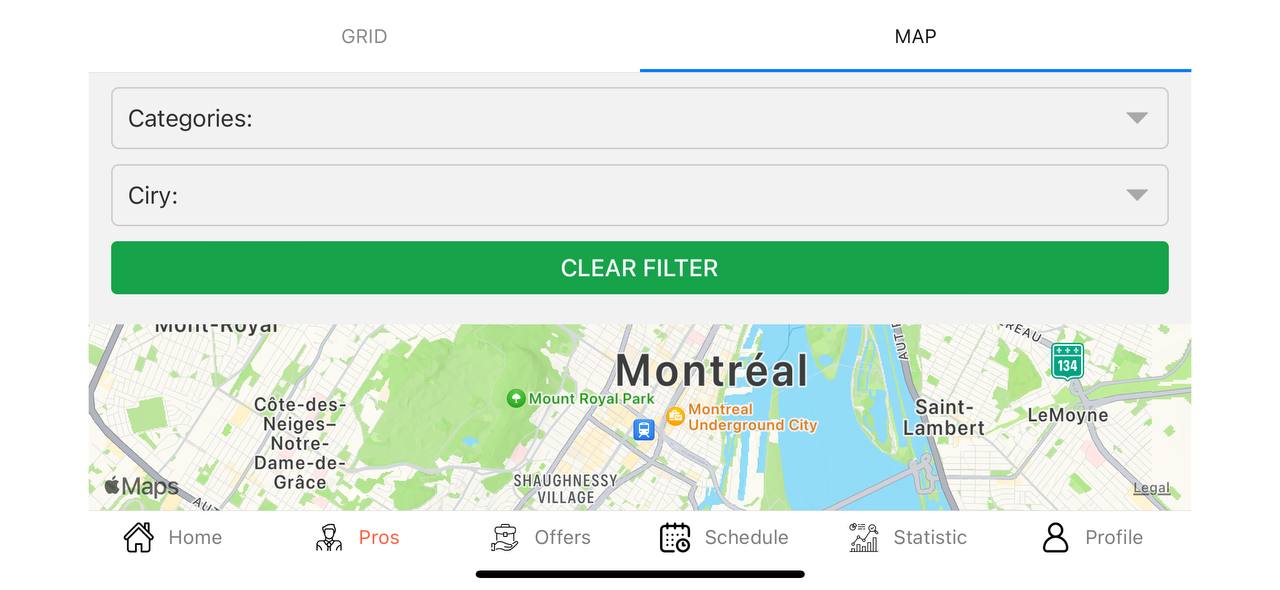 GRID
MAP
Categories:
Ciry:
CLEAR FILTER
Mont-Royal
Montréal
Mount Royal Park
Montreal
Underground City
Côte-des-
Neiges–
Notre-
Dame-de-
Grâce
SHAUGHNESSY
VILLAGE
Saint-
Lambert
LeMoyne
134
Maps
Legal
Home
Pros
Offers
Schedule
Statistic
Profile